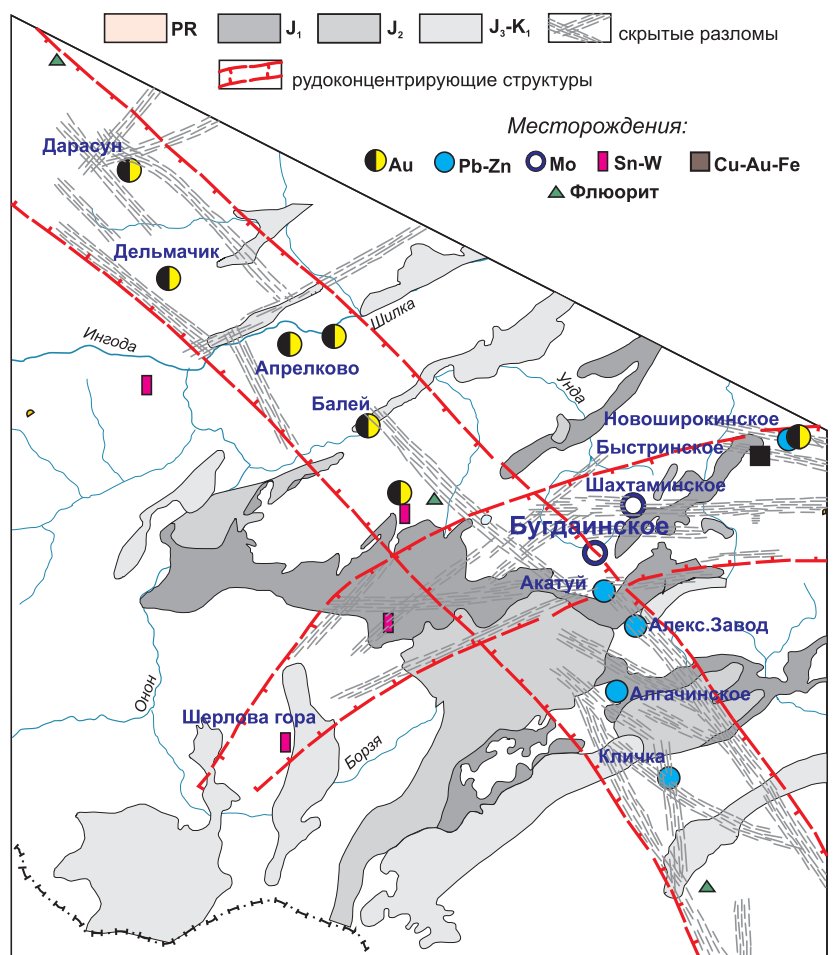 PR J₁ J₂ J₃-K₁ скрытые разломы
рудоконцентрирующие структуры
Месторождения:
Au Pb-Zn Mo Sn-W Cu-Au-Fe
Флюорит
Дарасун
Дельмачик
Шилка
Ингода
Апрелково
Балей
Унда
Новоширокинское
Быстринское
Шахтаминское
Бугдаинское
Акатуй
Алекс.Завод
Онон
Алгачинское
Шерлова гора
Борзя
Кличка